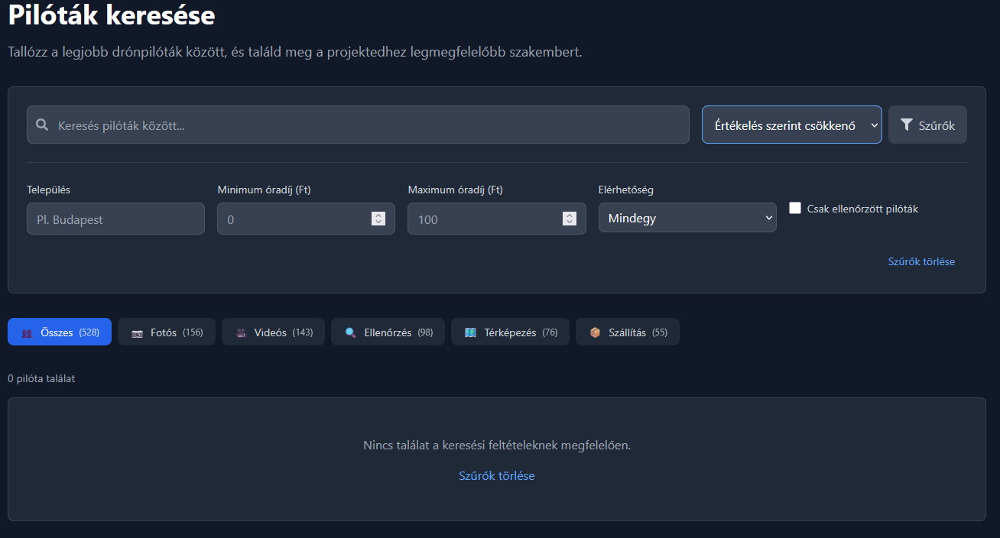 Pilóták keresése
Tallózz a legjobb drónpilóták között, és találd meg a projektedhez legmegfelelőbb szakembert.
Keresés pilóták között...
Értékelés szerint csökkenő
Szűrők
Település
Minimum óradíj (Ft)
Maximum óradíj (Ft)
Elérhetőség
Pl. Budapest
0
100
Mindegy
Csak ellenőrzött pilóták
Szűrők törlése
Összes (528)
Fotós (156)
Videós (143)
Ellenőrzés (98)
Térképezés (76)
Szállítás (55)
0 pilóta találat
Nincs találat a keresési feltételeknek megfelelően.
Szűrők törlése